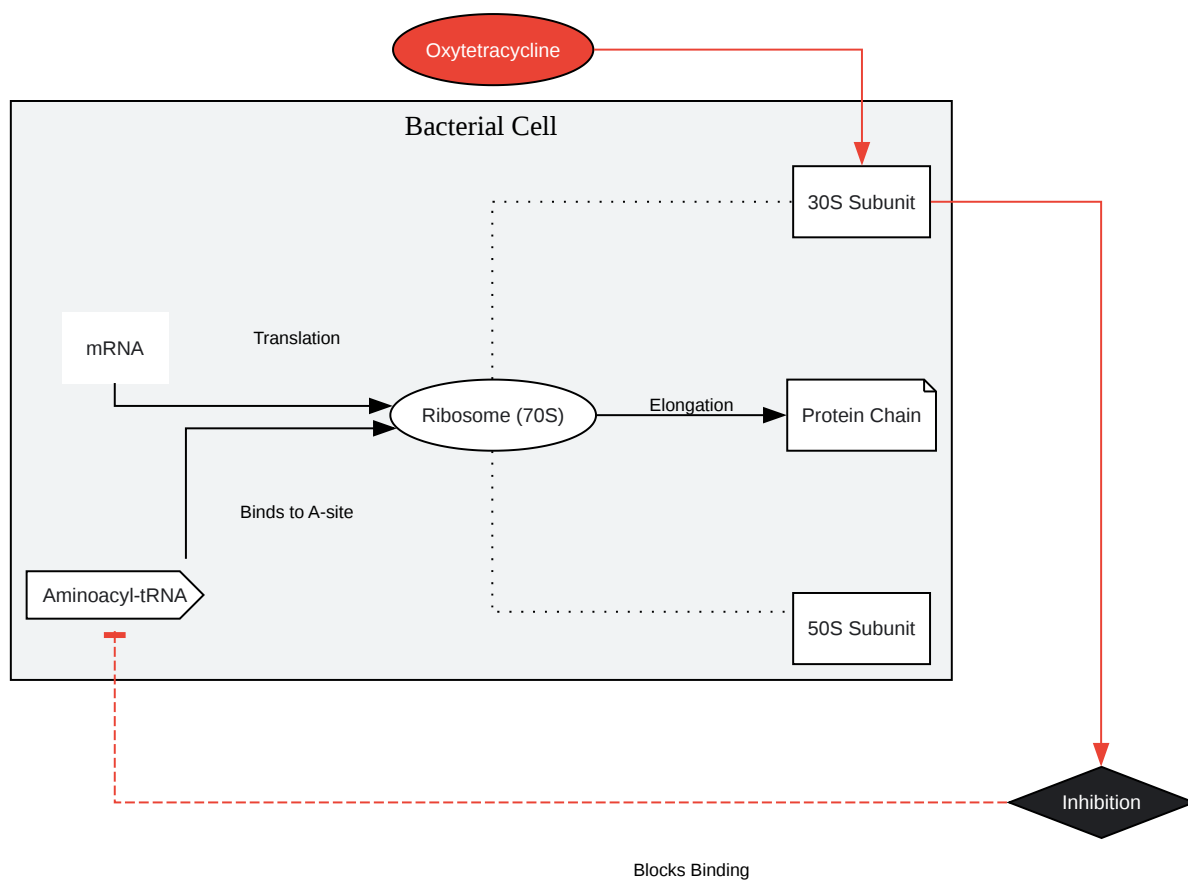 Oxytetracycline
Bacterial Cell
30S Subunit
mRNA
Translation
Ribosome (70S)
Elongation
Protein Chain
Binds to A-site
Aminoacyl-tRNA
50S Subunit
Inhibition
Blocks Binding